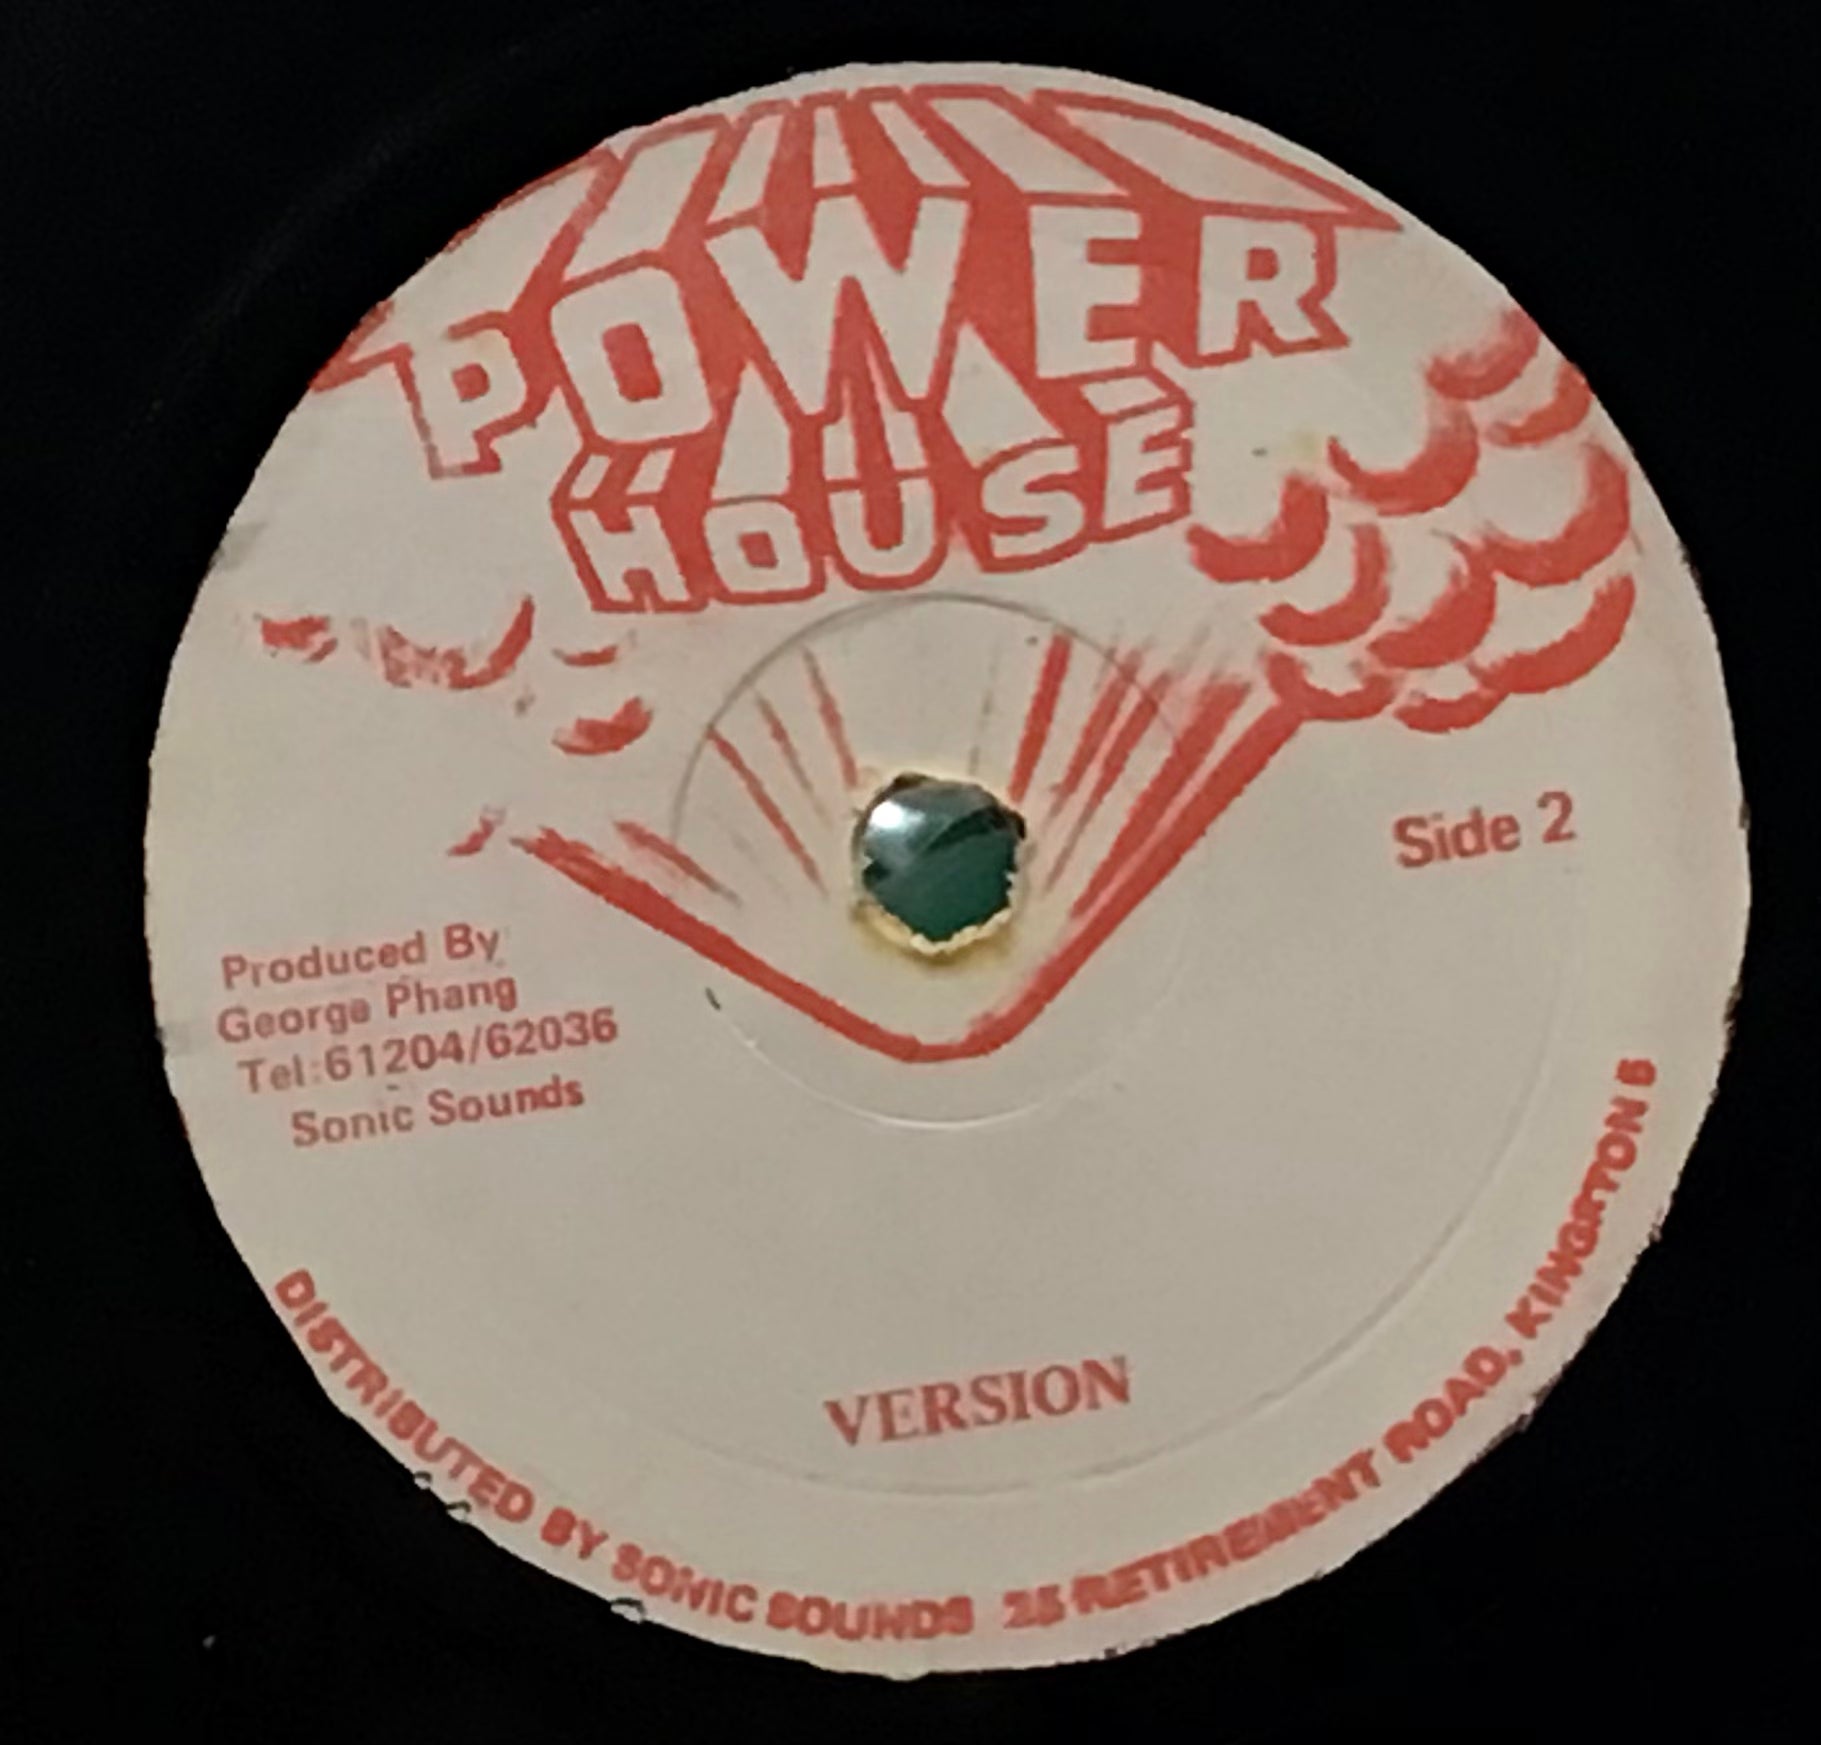 POWER
HOUSE
Side 2
Produced By
George Phang
Tel:61204/62036
Sonic Sounds
VERSION
DISTRIBUTED BY SONIC SOUNDS 25 RETIREMENT ROAD, KINGSTON 5